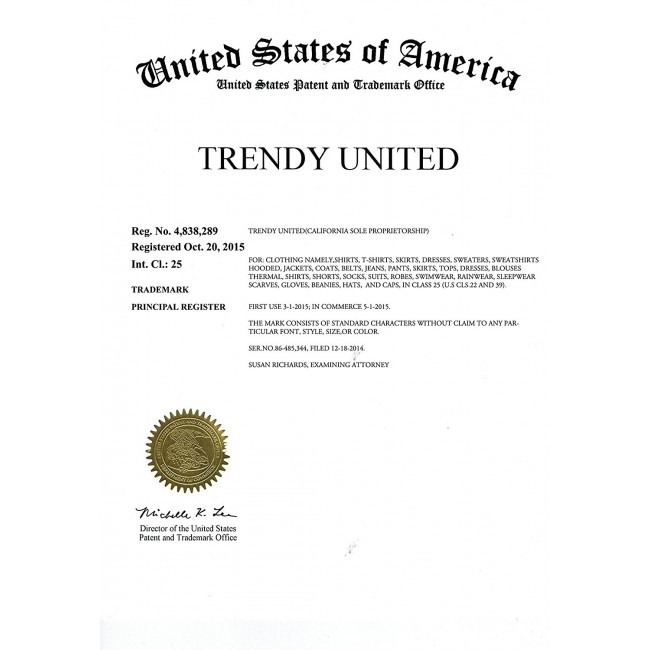 United States of America
United States Patent and Trademark Office
TRENDY UNITED
Reg. No. 4,838,289
Registered Oct. 20, 2015
Int. Cl.: 25
TRADEMARK
PRINCIPAL REGISTER
TRENDY UNITED(CALIFORNIA SOLE PROPRIETORSHIP)
FOR: CLOTHING NAMELY,SHIRTS, T-SHIRTS, SKIRTS, DRESSES, SWEATERS, SWEATSHIRTS
HOODED, JACKETS, COATS, BELTS, JEANS, PANTS, SKIRTS, TOPS, DRESSES, BLOUSES
THERMAL, SHIRTS, SHORTS, SOCKS, SUITS, ROBES, SWIMWEAR, RAINWEAR, SLEEPWEAR
SCARVES, GLOVES, BEANIES, HATS, AND CAPS, IN CLASS 25 (U.S CLS.22 AND 39).
FIRST USE 3-1-2015; IN COMMERCE 5-1-2015.
THE MARK CONSISTS OF STANDARD CHARACTERS WITHOUT CLAIM TO ANY PAR-
TICULAR FONT, STYLE, SIZE,OR COLOR.
SER.NO.86-485,344, FILED 12-18-2014.
SUSAN RICHARDS, EXAMINING ATTORNEY
Michelle K. Lee
Director of the United States
Patent and Trademark Office